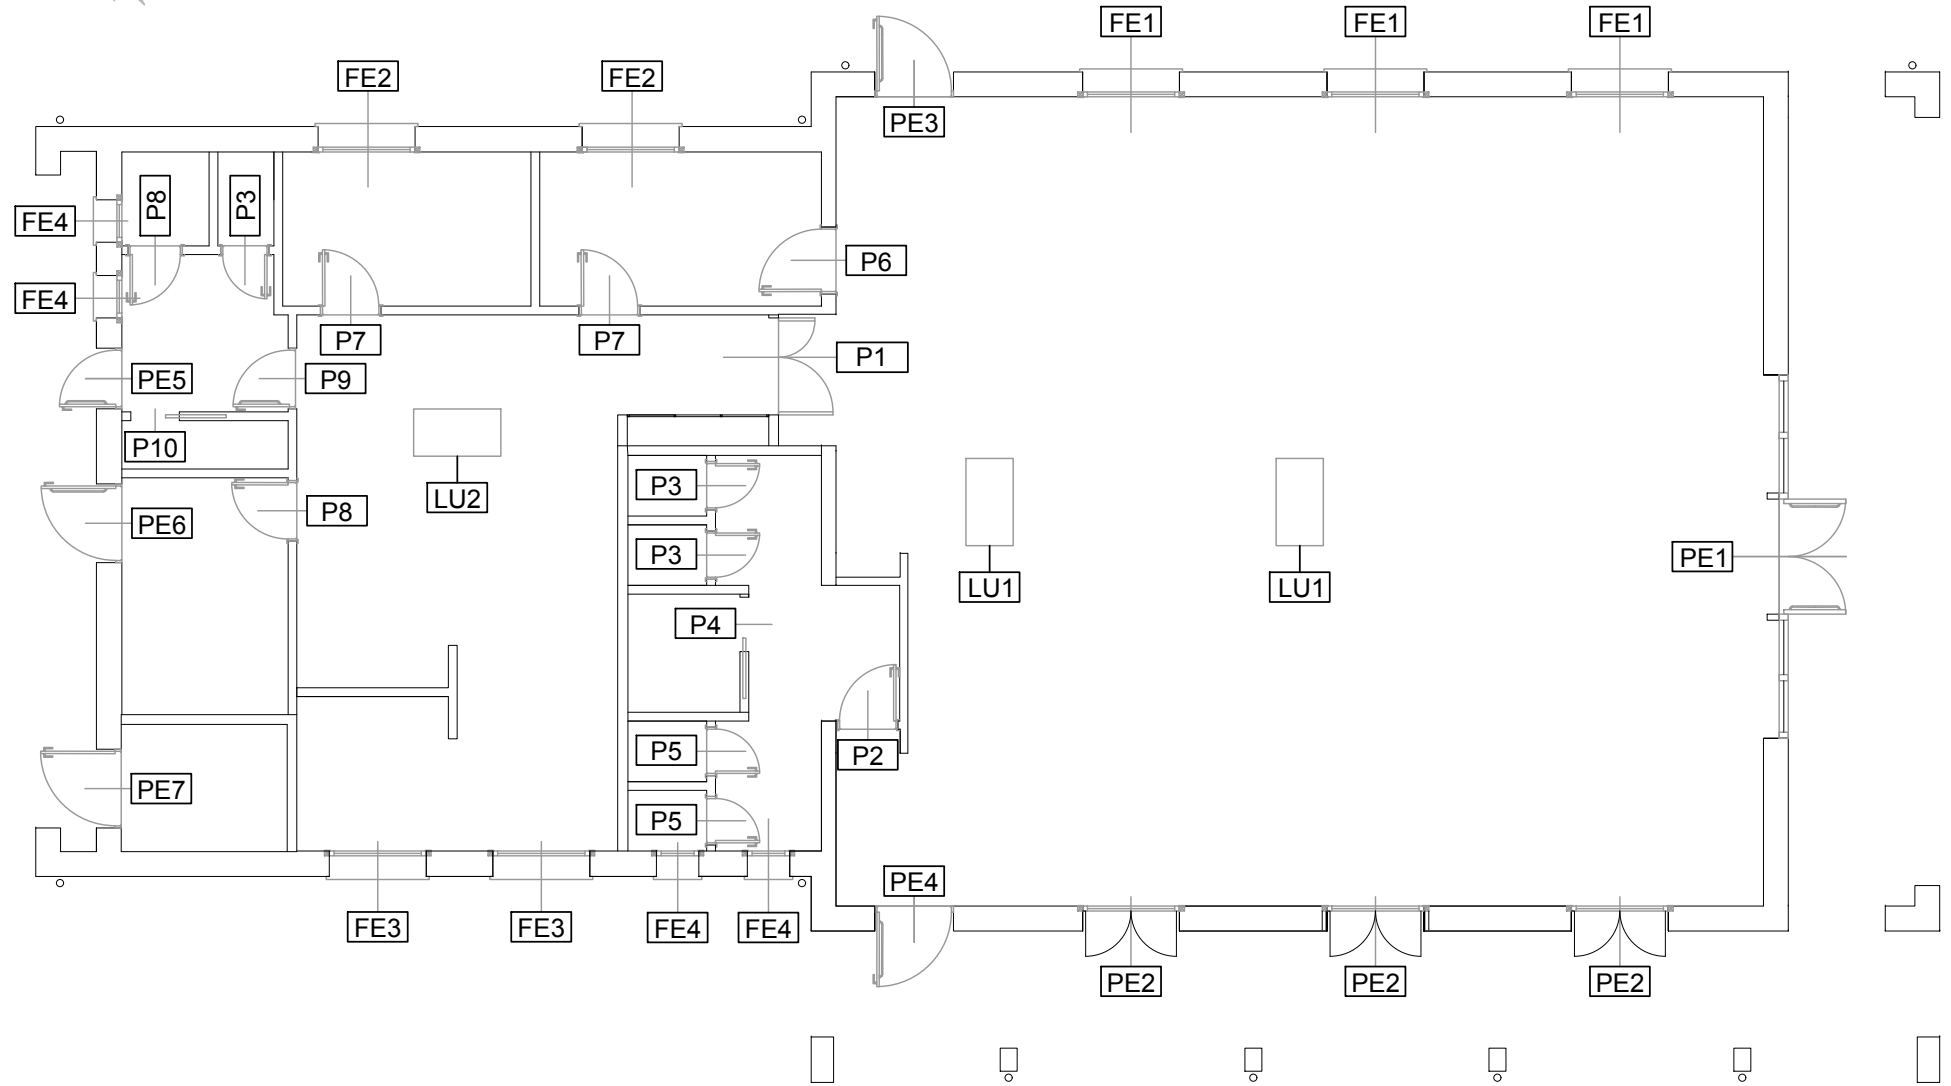 FE1 FE1 FE1
FE2 FE2
PE3
P8 P3
FE4
P6
FE4
P7 P7
P1
PE5 P9
P10
P3
LU2
P8
PE6
P3
PE1
LU1 LU1
P4
P5 P2
PE7
P5
PE4
FE3 FE3 FE4 FE4
PE2 PE2 PE2